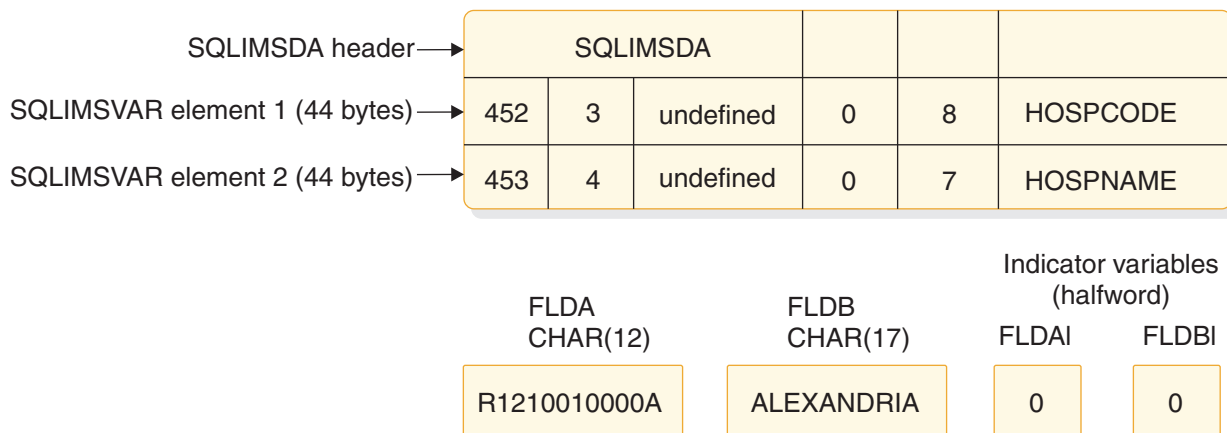 SQLIMSDA header SQLIMSDA
SQLIMSVAR element 1 (44 bytes) 452 3 undefined 0 8 HOSPCODE
SQLIMSVAR element 2 (44 bytes) 453 4 undefined 0 7 HOSPNAME
Indicator variables
(halfword)
FLDA FLDB
CHAR(12) CHAR(17) FLDAI FLDBI
R1210010000A ALEXANDRIA 0 0